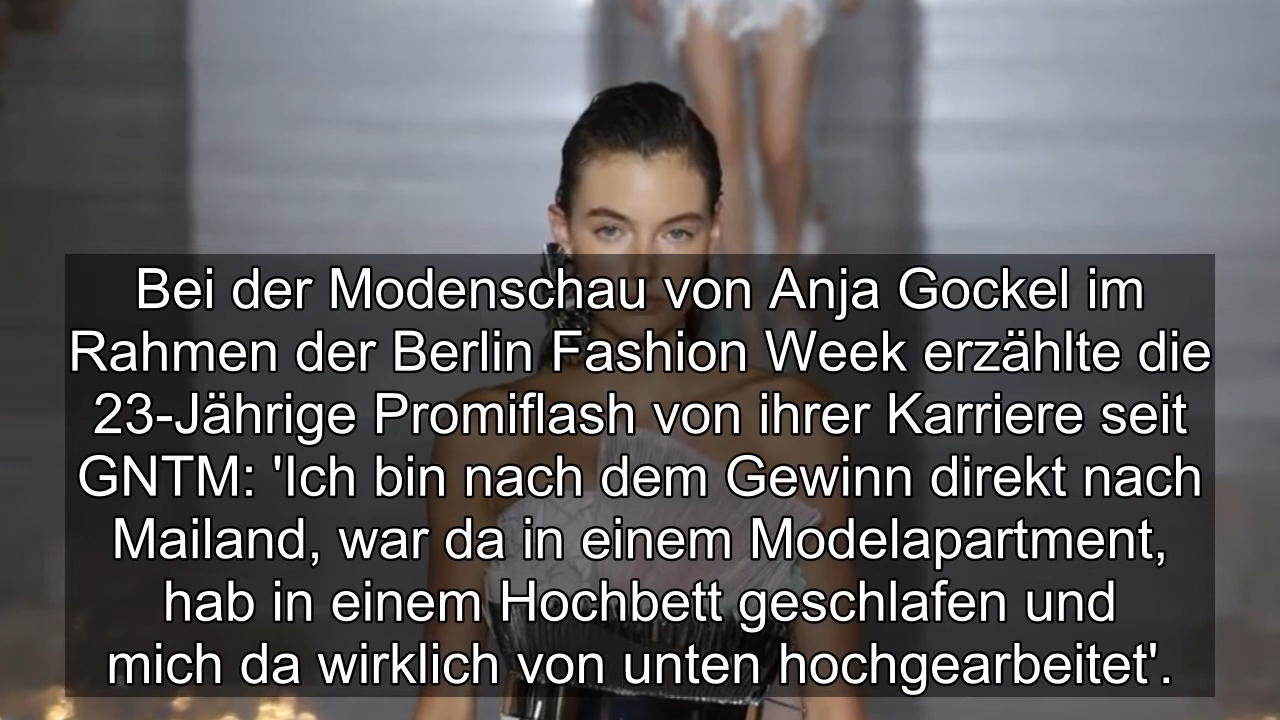 Bei der Modenschau von Anja Gockel im
Rahmen der Berlin Fashion Week erzählte die
23-Jährige Promiflash von ihrer Karriere seit
GNTM: 'Ich bin nach dem Gewinn direkt nach
Mailand, war da in einem Modelapartment,
hab in einem Hochbett geschlafen und
mich da wirklich von unten hochgearbeitet'.